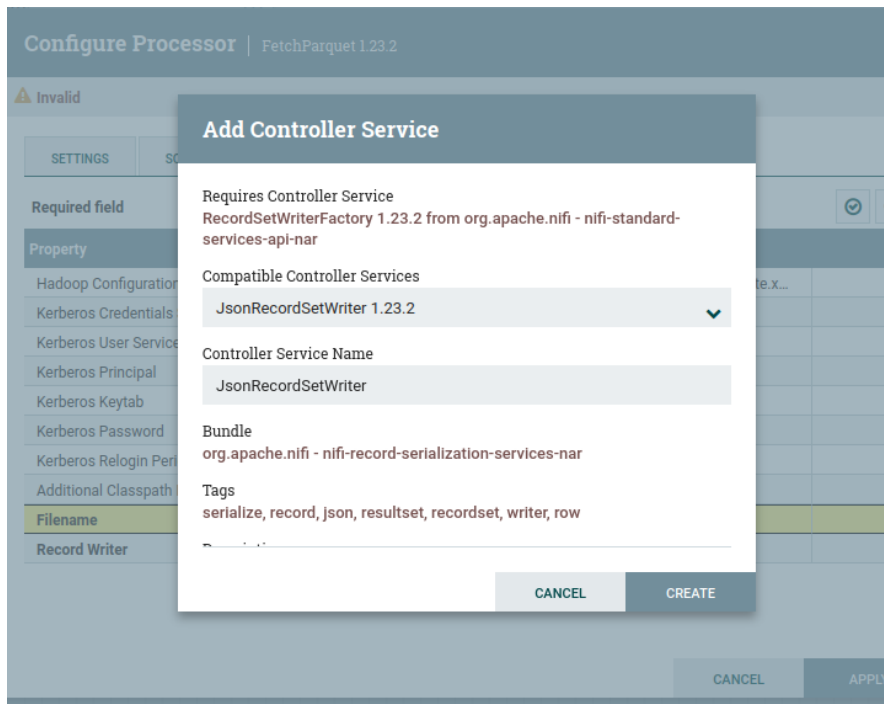 Configure Processor | FetchParquet 1.23.2
Invalid
SETTINGS
Required field
Property
Hadoop Configuration
te.x...
Kerberos Credentials
Kerberos User Service
Kerberos Principal
Kerberos Keytab
Kerberos Password
Kerberos Relogin Peri
Additional Classpath
Filename
Record Writer
CANCEL
APPLY
Add Controller Service
Requires Controller Service
RecordSetWriterFactory 1.23.2 from org.apache.nifi - nifi-standard-
services-api-nar
Compatible Controller Services
JsonRecordSetWriter 1.23.2
Controller Service Name
JsonRecordSetWriter
Bundle
org.apache.nifi - nifi-record-serialization-services-nar
Tags
serialize, record, json, resultset, recordset, writer, row
CANCEL
CREATE